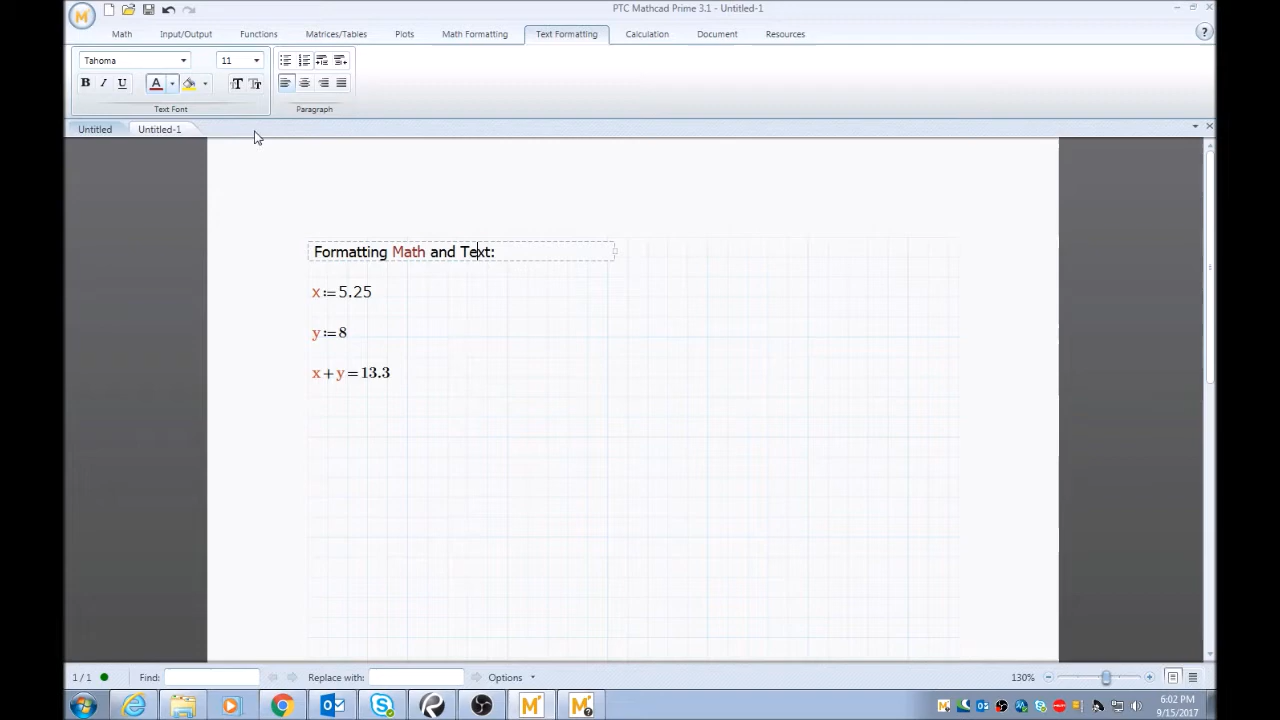 PTC Mathcad Prime 3.1 - Untitled-1
Math Input/Output Functions Matrices/Tables Plots Math Formatting Text Formatting Calculation Document Resources
Tahoma 11
B I U A
Text Font Paragraph
Untitled Untitled-1
Formatting Math and Text:
x:=5.25
y:=8
x+y=13.3
1 / 1 Find: Replace with: Options 130%
6:02 PM
9/15/2017